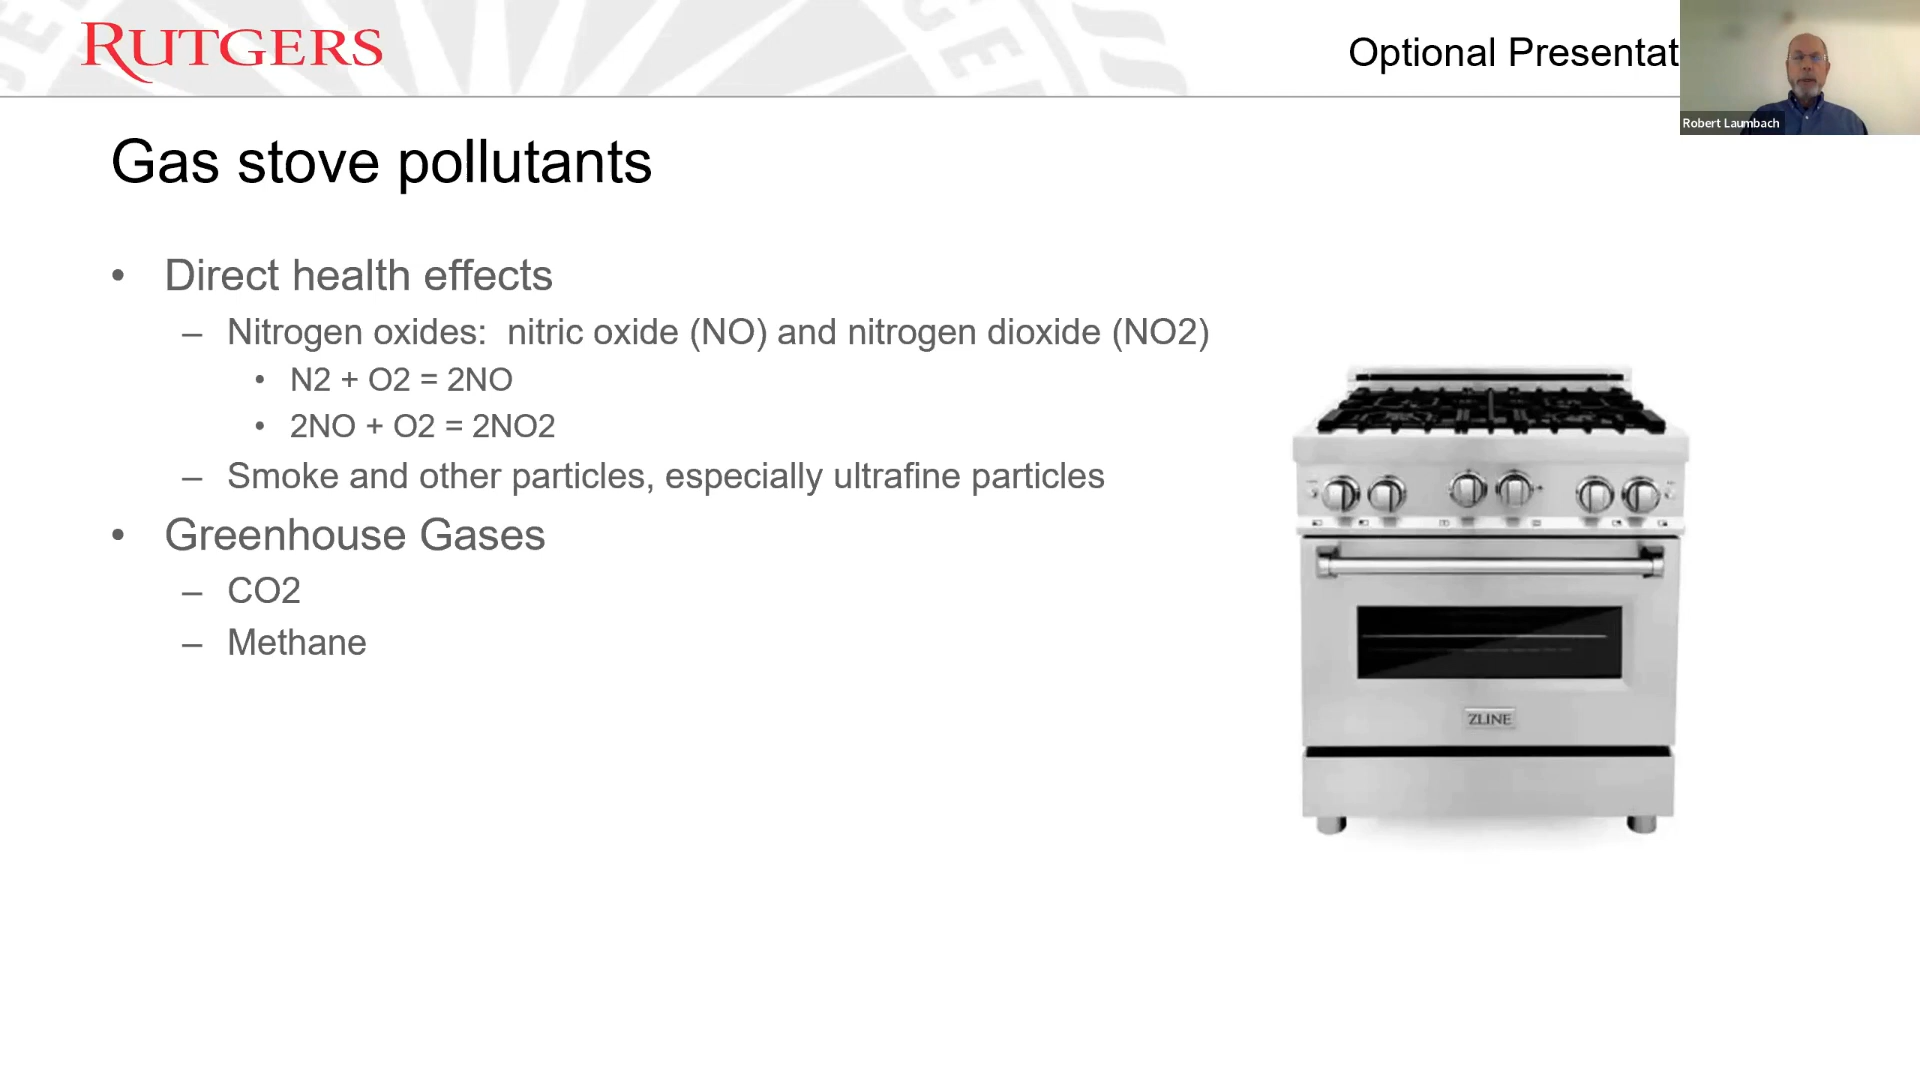 RUTGERS
Optional Presentat
Robert Laumbach
Gas stove pollutants
• Direct health effects
– Nitrogen oxides: nitric oxide (NO) and nitrogen dioxide (NO2)
• N2 + O2 = 2NO
• 2NO + O2 = 2NO2
– Smoke and other particles, especially ultrafine particles
• Greenhouse Gases
– CO2
– Methane
ZLINE